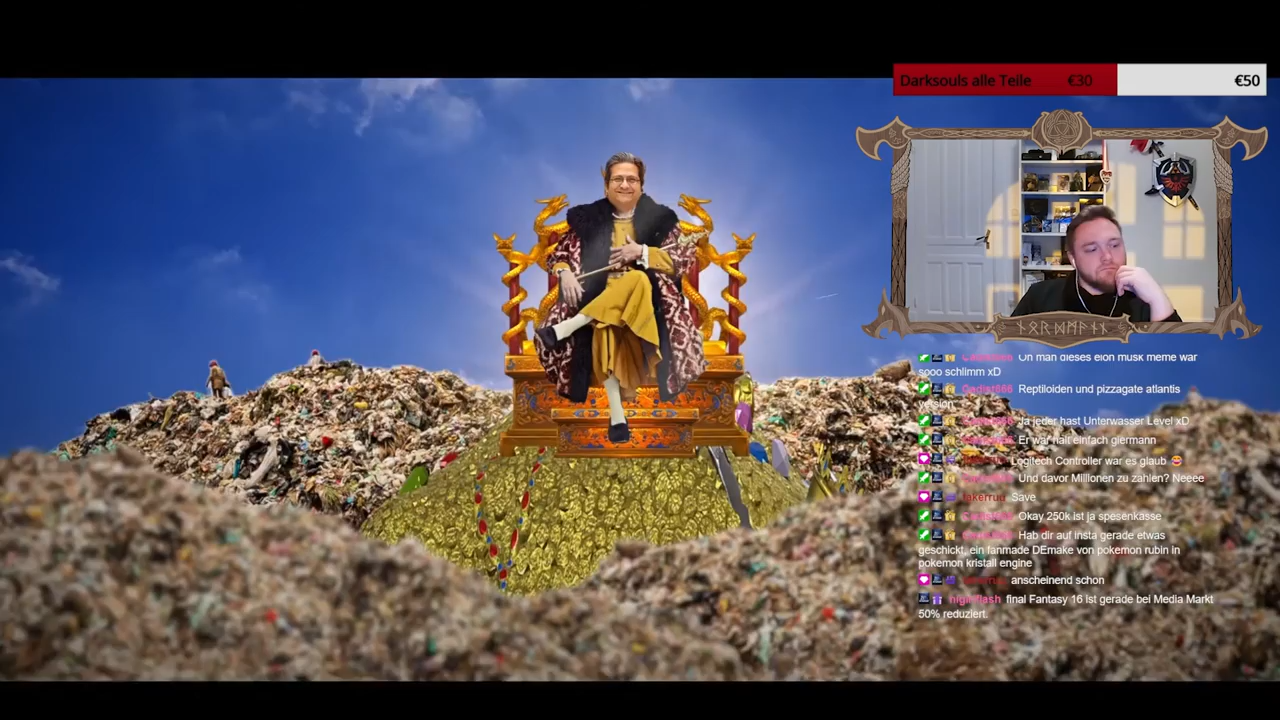 Darksouls alle Teile €30 €50
ᚾᛟᚱᛞᛗᚨᚾᚾ
Oh man dieses elon musk meme war
sooo schlimm xD
Reptiloiden und pizzagate atlantis
version
Ja jeder hast Unterwasser Level xD
Er war halt einfach giermann
Logitech Controller war es glaub
Und davor Millionen zu zahlen? Neeee
jakerrun Save
Okay 250k ist ja spesenkasse
Hab dir auf insta gerade etwas
geschickt, ein fanmade DEmake von pokemon rubin in
pokemon kristall engine
anscheinend schon
final Fantasy 16 ist gerade bei Media Markt
50% reduziert.